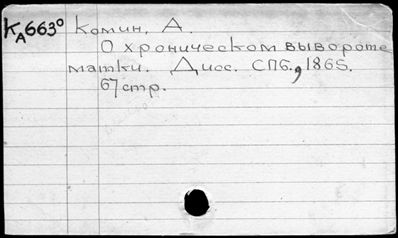 КА663° Комин, А.
О хроническом вывороте
матки. Дисс. СПб., 1865.
67 стр.